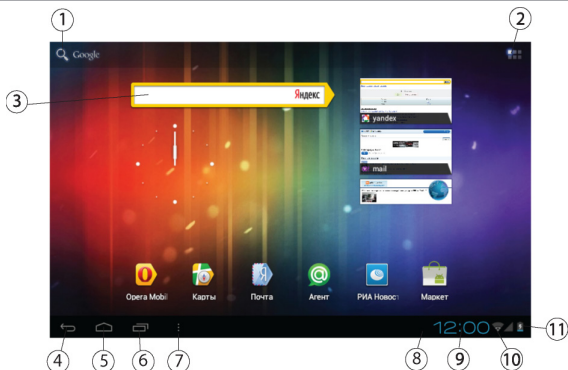 1
2
Google
3
Яндекс
yandex
mail
Opera Mobil
Карты
Почта
Агент
РИА Новост
Маркет
12:00
4
5
6
7
8
9
10
11